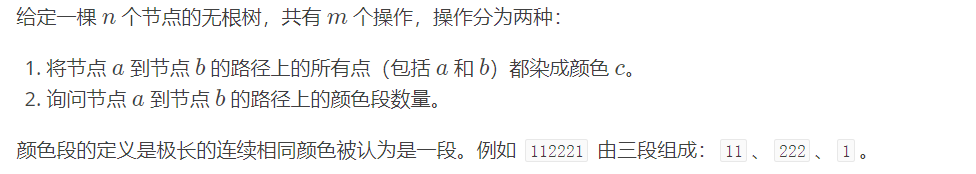 给定一棵 n 个节点的无根树，共有 m 个操作，操作分为两种：
1. 将节点 a 到节点 b 的路径上的所有点（包括 a 和 b）都染成颜色 c。
2. 询问节点 a 到节点 b 的路径上的颜色段数量。
颜色段的定义是极长的连续相同颜色被认为是一段。例如 112221 由三段组成：11、222、1。